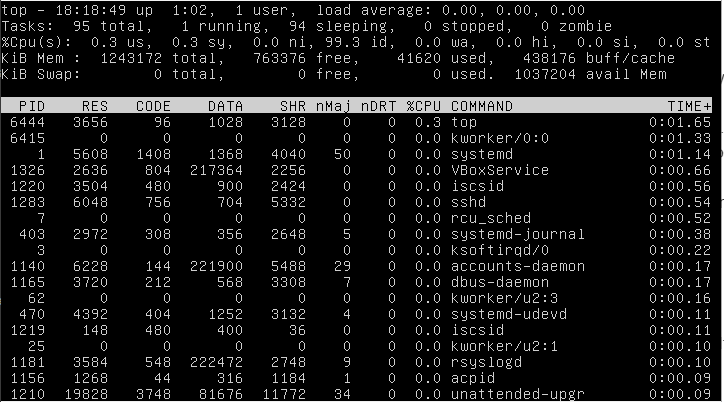 top - 18:18:49 up  1:02,  1 user,  load average: 0.00, 0.00, 0.00
Tasks:  95 total,   1 running,  94 sleeping,   0 stopped,   0 zombie
%Cpu(s):  0.3 us,  0.3 sy,  0.0 ni, 99.3 id,  0.0 wa,  0.0 hi,  0.0 si,  0.0 st
KiB Mem :  1243172 total,   763376 free,    41620 used,   438176 buff/cache
KiB Swap:        0 total,        0 free,        0 used.  1037204 avail Mem
PID RES CODE DATA SHR nMaj nDRT %CPU COMMAND TIME+
6444 3656 96 1028 3128 0 0 0.3 top 0:01.65
6415 0 0 0 0 0 0 0.0 kworker/0:0 0:01.33
1 5608 1408 1368 4040 50 0 0.0 systemd 0:01.14
1326 2636 804 217364 2256 0 0 0.0 VBoxService 0:00.66
1220 3504 480 900 2424 0 0 0.0 iscsid 0:00.56
1283 6048 756 704 5332 0 0 0.0 sshd 0:00.54
7 0 0 0 0 0 0 0.0 rcu_sched 0:00.52
403 2972 308 356 2648 5 0 0.0 systemd-journal 0:00.38
3 0 0 0 0 0 0 0.0 ksoftirqd/0 0:00.22
1140 6228 144 221900 5488 29 0 0.0 accounts-daemon 0:00.17
1165 3720 212 568 3308 7 0 0.0 dbus-daemon 0:00.17
62 0 0 0 0 0 0 0.0 kworker/u2:3 0:00.16
470 4392 404 1252 3132 4 0 0.0 systemd-udevd 0:00.11
1219 148 480 400 36 0 0 0.0 iscsid 0:00.11
25 0 0 0 0 0 0 0.0 kworker/u2:1 0:00.10
1181 3584 548 222472 2748 9 0 0.0 rsyslogd 0:00.10
1156 1268 44 316 1184 1 0 0.0 acpid 0:00.09
1210 19828 3748 81676 11772 34 0 0.0 unattended-upgr 0:00.09